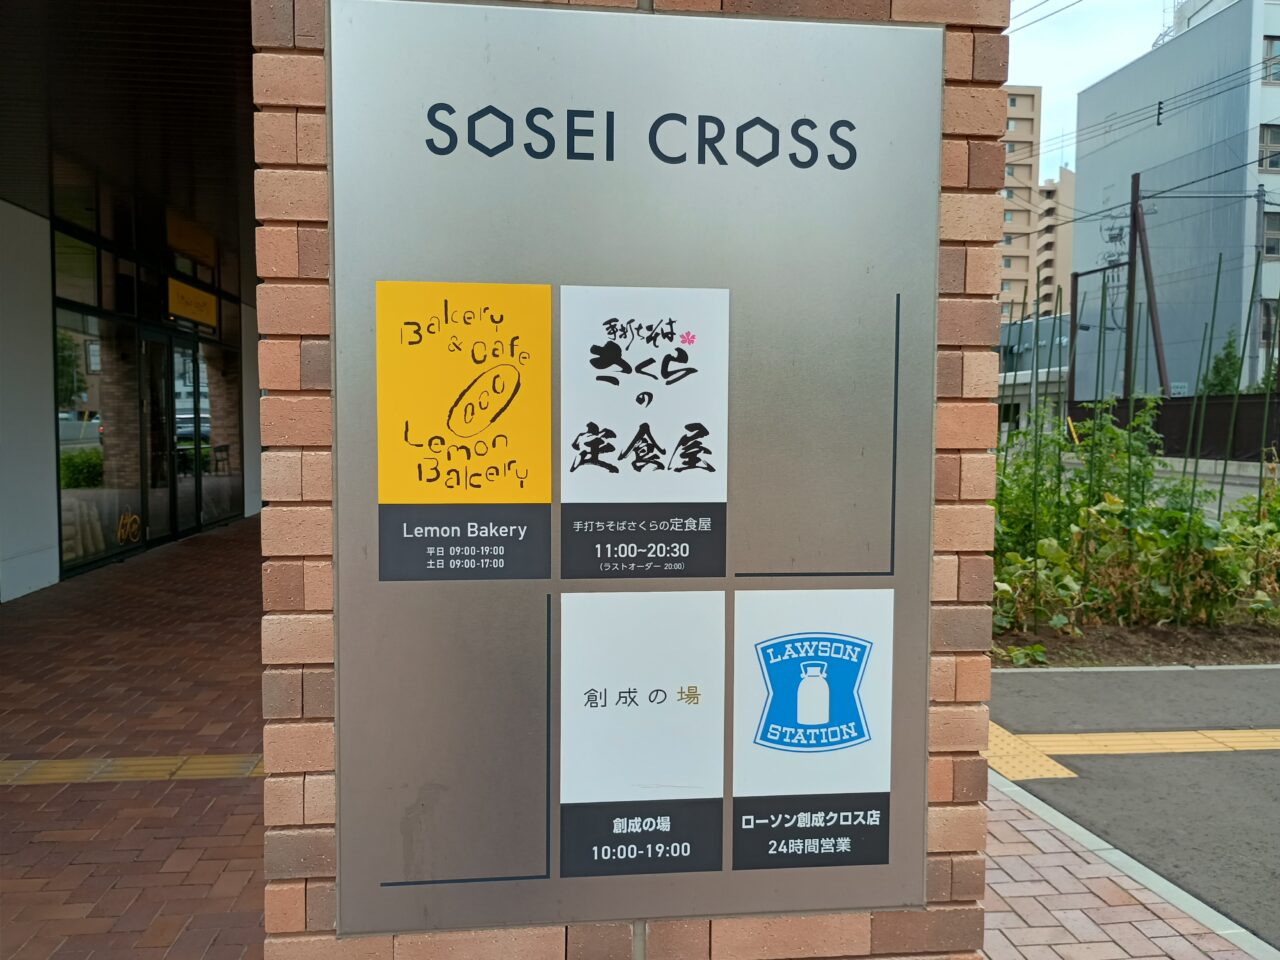 SOSEI CROSS
Bakery
& Cafe
Lemon
Bakery
Lemon Bakery
平日 09:00-19:00
土日 09:00-17:00
手打ちそば
さくら
の
定食屋
手打ちそばさくらの定食屋
11:00~20:30
(ラストオーダー 20:00)
創成の場
創成の場
10:00-19:00
LAWSON
STATION
ローソン創成クロス店
24時間営業